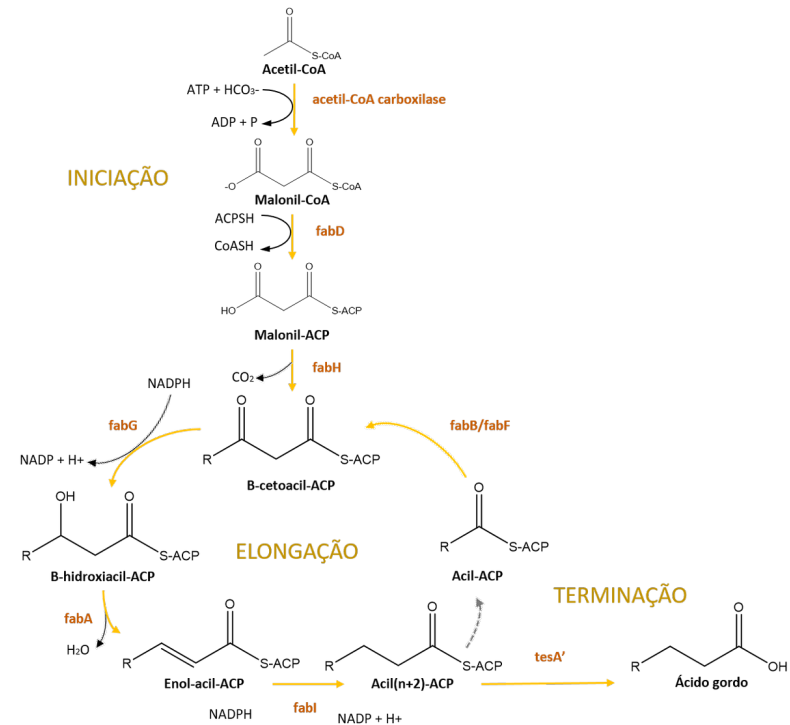 O
S-CoA
Acetil-CoA
ATP + HCO₃-
acetil-CoA carboxilase
ADP + P
INICIAÇÃO
O
O
-O
S-CoA
Malonil-CoA
ACPSH
fabD
CoASH
O
O
HO
S-ACP
Malonil-ACP
fabH
CO₂
NADPH
fabG
NADP + H+
O
O
R
S-ACP
B-cetoacil-ACP
fabB/fabF
OH
O
R
S-ACP
B-hidroxiacil-ACP
ELONGAÇÃO
O
R
S-ACP
Acil-ACP
TERMINAÇÃO
fabA
H₂O
O
R
S-ACP
Enol-acil-ACP
NADPH
fabI
NADP + H+
O
R
S-ACP
Acil(n+2)-ACP
tesA’
O
R
OH
Ácido gordo